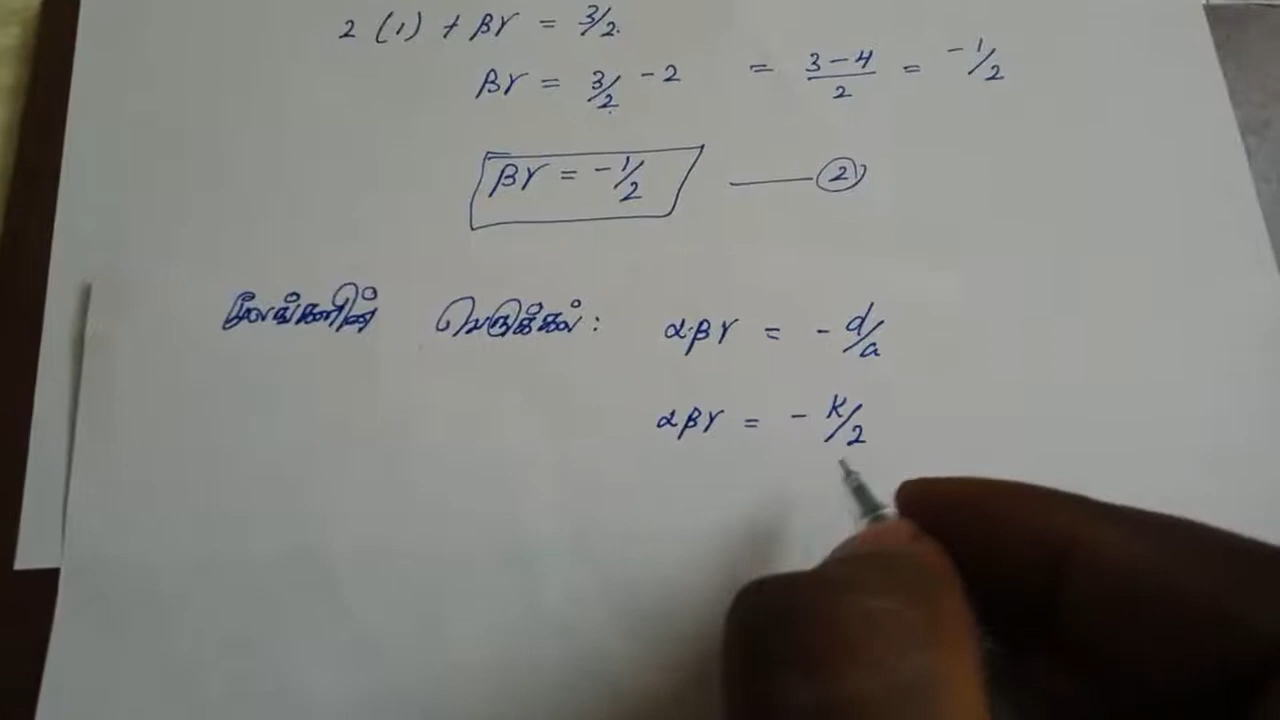 2 (1) + βγ = 3/2.
βγ = 3/2 - 2 = 3-4/2 = -1/2
βγ = -1/2 —— 2
மூலங்களின் பெருக்கல் : αβγ = - d/a
αβγ = - k/2